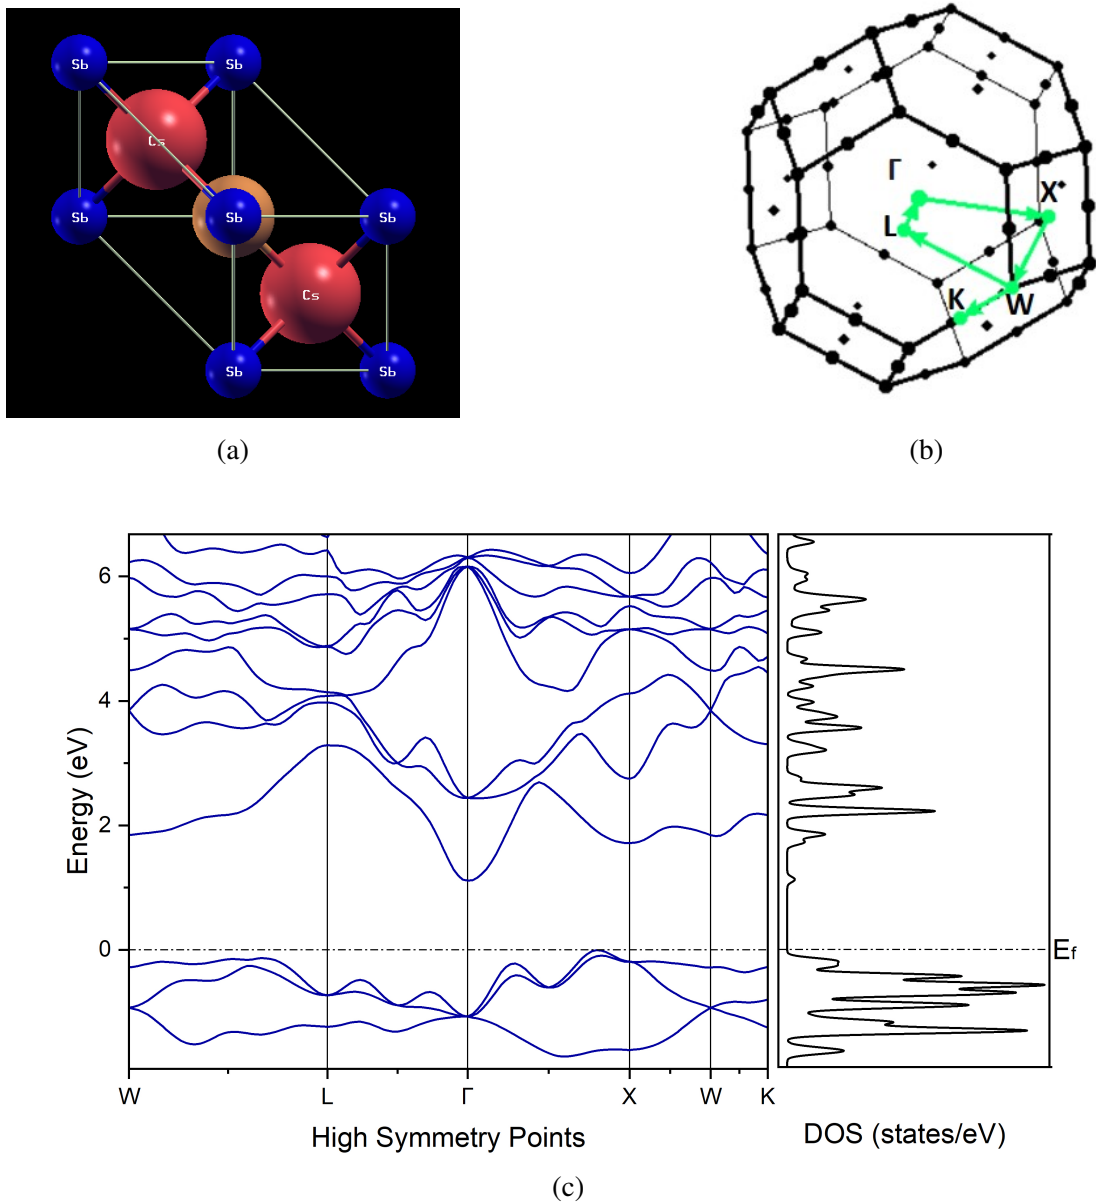 Sb Sb
Cs
Sb Sb Sb
Cs
Sb Sb
(a)
Γ
X
L
K W
(b)
6
4
2
0
Energy (eV)
W L Γ X W K
High Symmetry Points
Ef
DOS (states/eV)
(c)